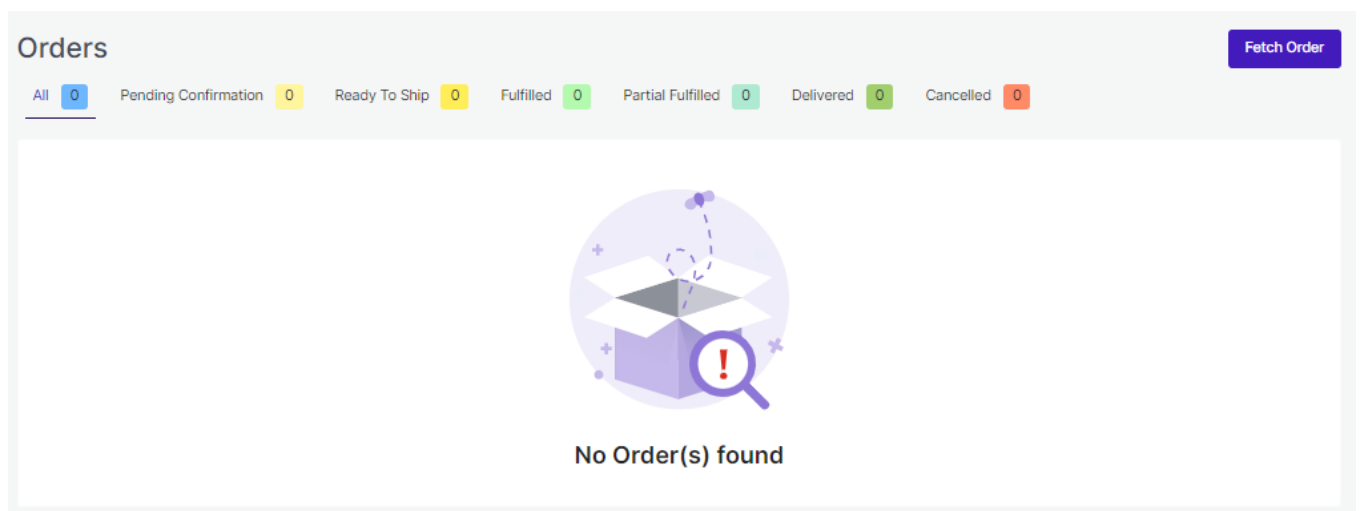 Orders
Fetch Order
All 0 Pending Confirmation 0 Ready To Ship 0 Fulfilled 0 Partial Fulfilled 0 Delivered 0 Cancelled 0
!
No Order(s) found